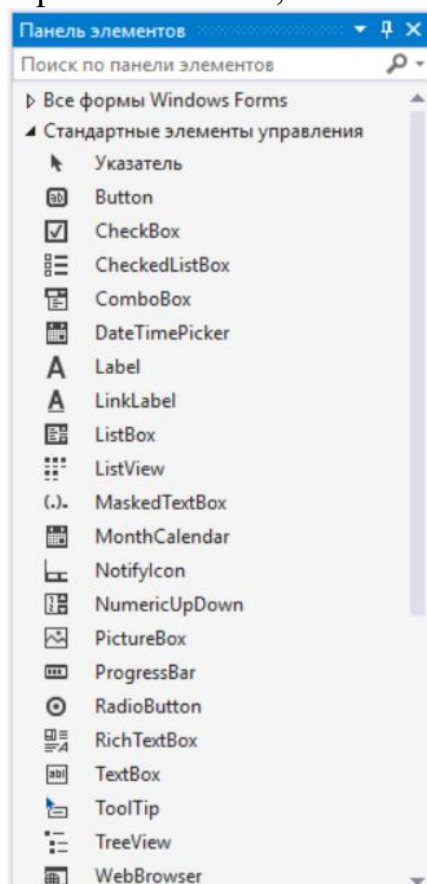 Панель элементов
Поиск по панели элементов
Все формы Windows Forms
Стандартные элементы управления
Указатель
Button
CheckBox
CheckedListBox
ComboBox
DateTimePicker
Label
LinkLabel
ListBox
ListView
MaskedTextBox
MonthCalendar
NotifyIcon
NumericUpDown
PictureBox
ProgressBar
RadioButton
RichTextBox
TextBox
ToolTip
TreeView
WebBrowser